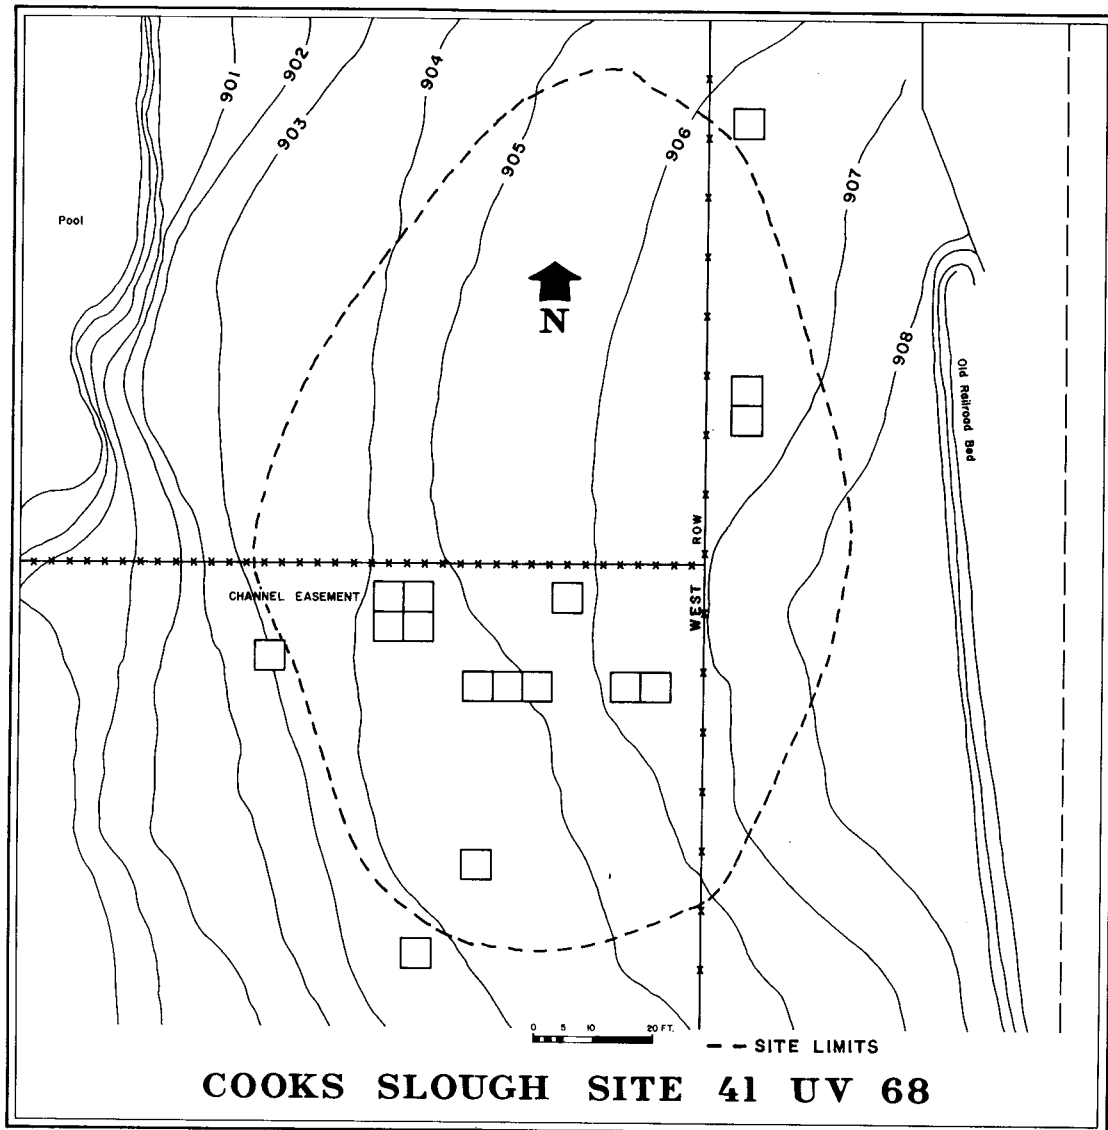 901
902
903
904
905
906
907
908
Pool
N
Old Railroad Bed
WEST ROW
CHANNEL EASEMENT
0 5 10 20 FT.
SITE LIMITS
COOKS SLOUGH SITE 41 UV 68